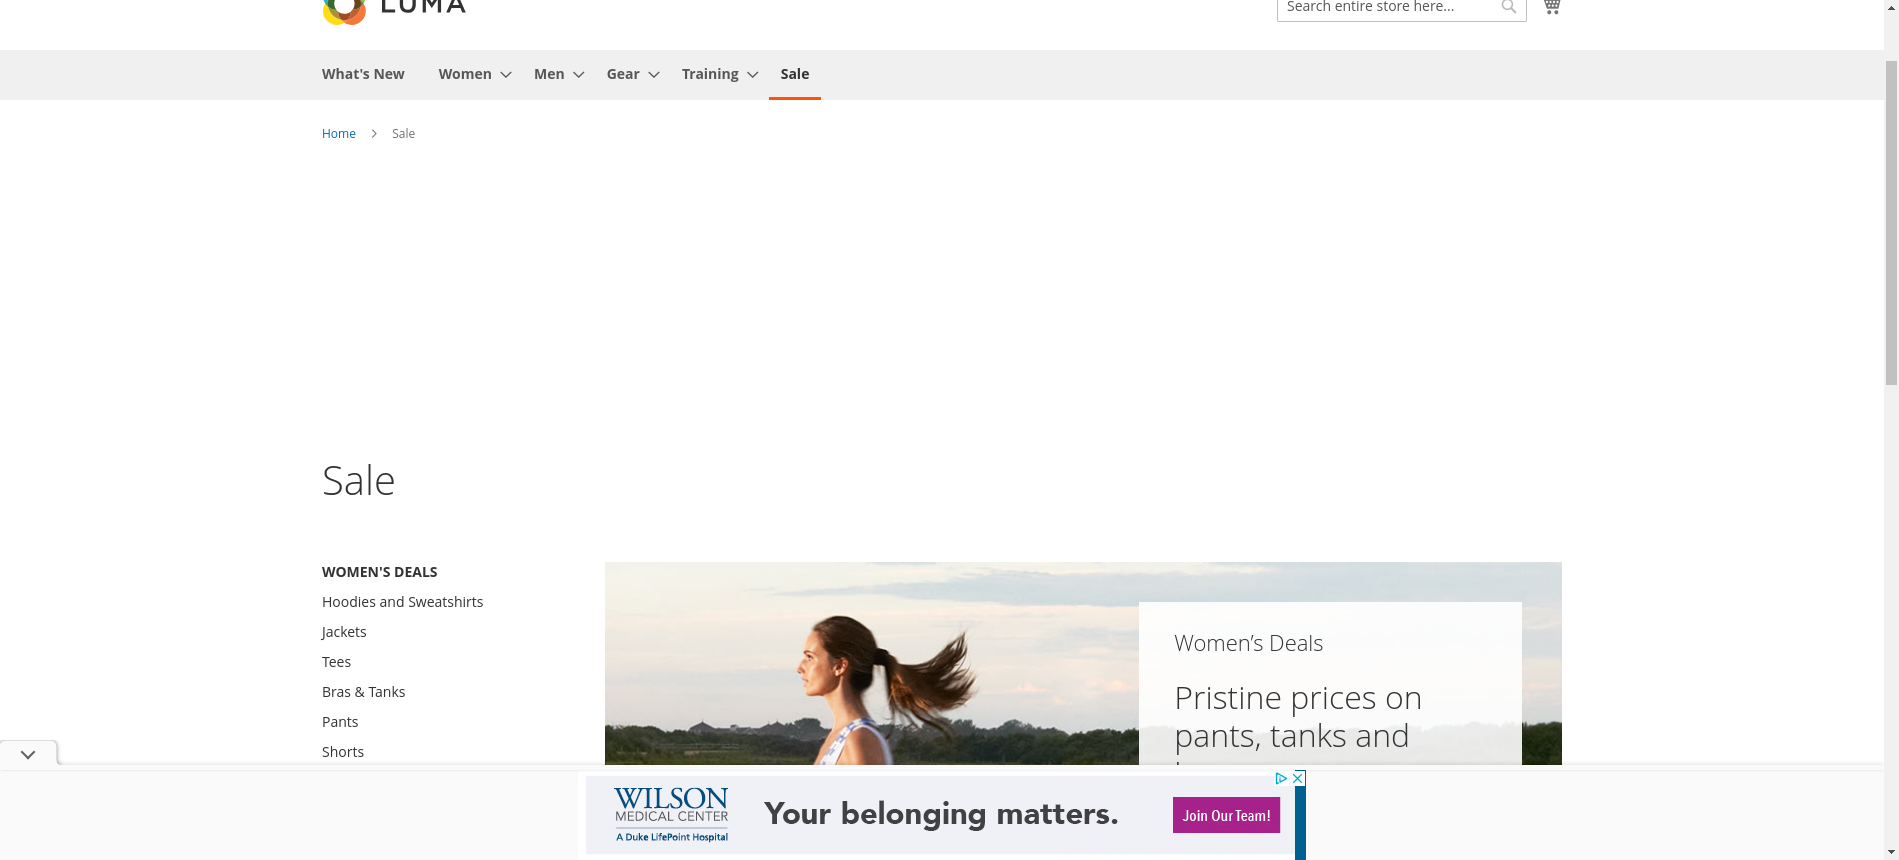 LUMA
Search entire store here...
What's New Women Men Gear Training Sale
Home Sale
Sale
WOMEN'S DEALS
Hoodies and Sweatshirts
Jackets
Tees
Bras & Tanks
Pants
Shorts
Women’s Deals
Pristine prices on
pants, tanks and
WILSON
MEDICAL CENTER
A Duke LifePoint Hospital
Your belonging matters.
Join Our Team!